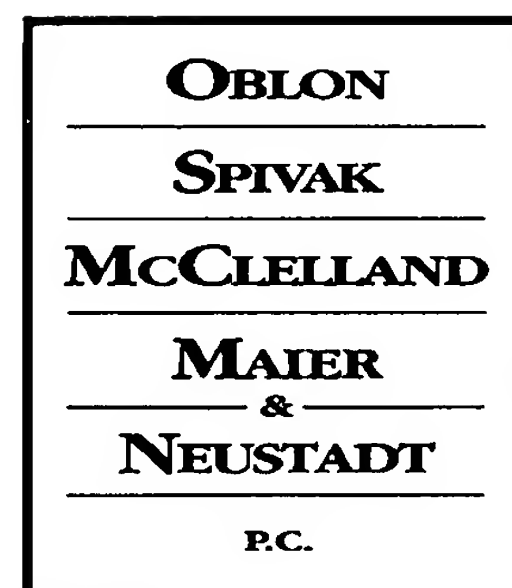 OBLON
SPIVAK
MCCLELLAND
MAIER
&
NEUSTADT
P.C.